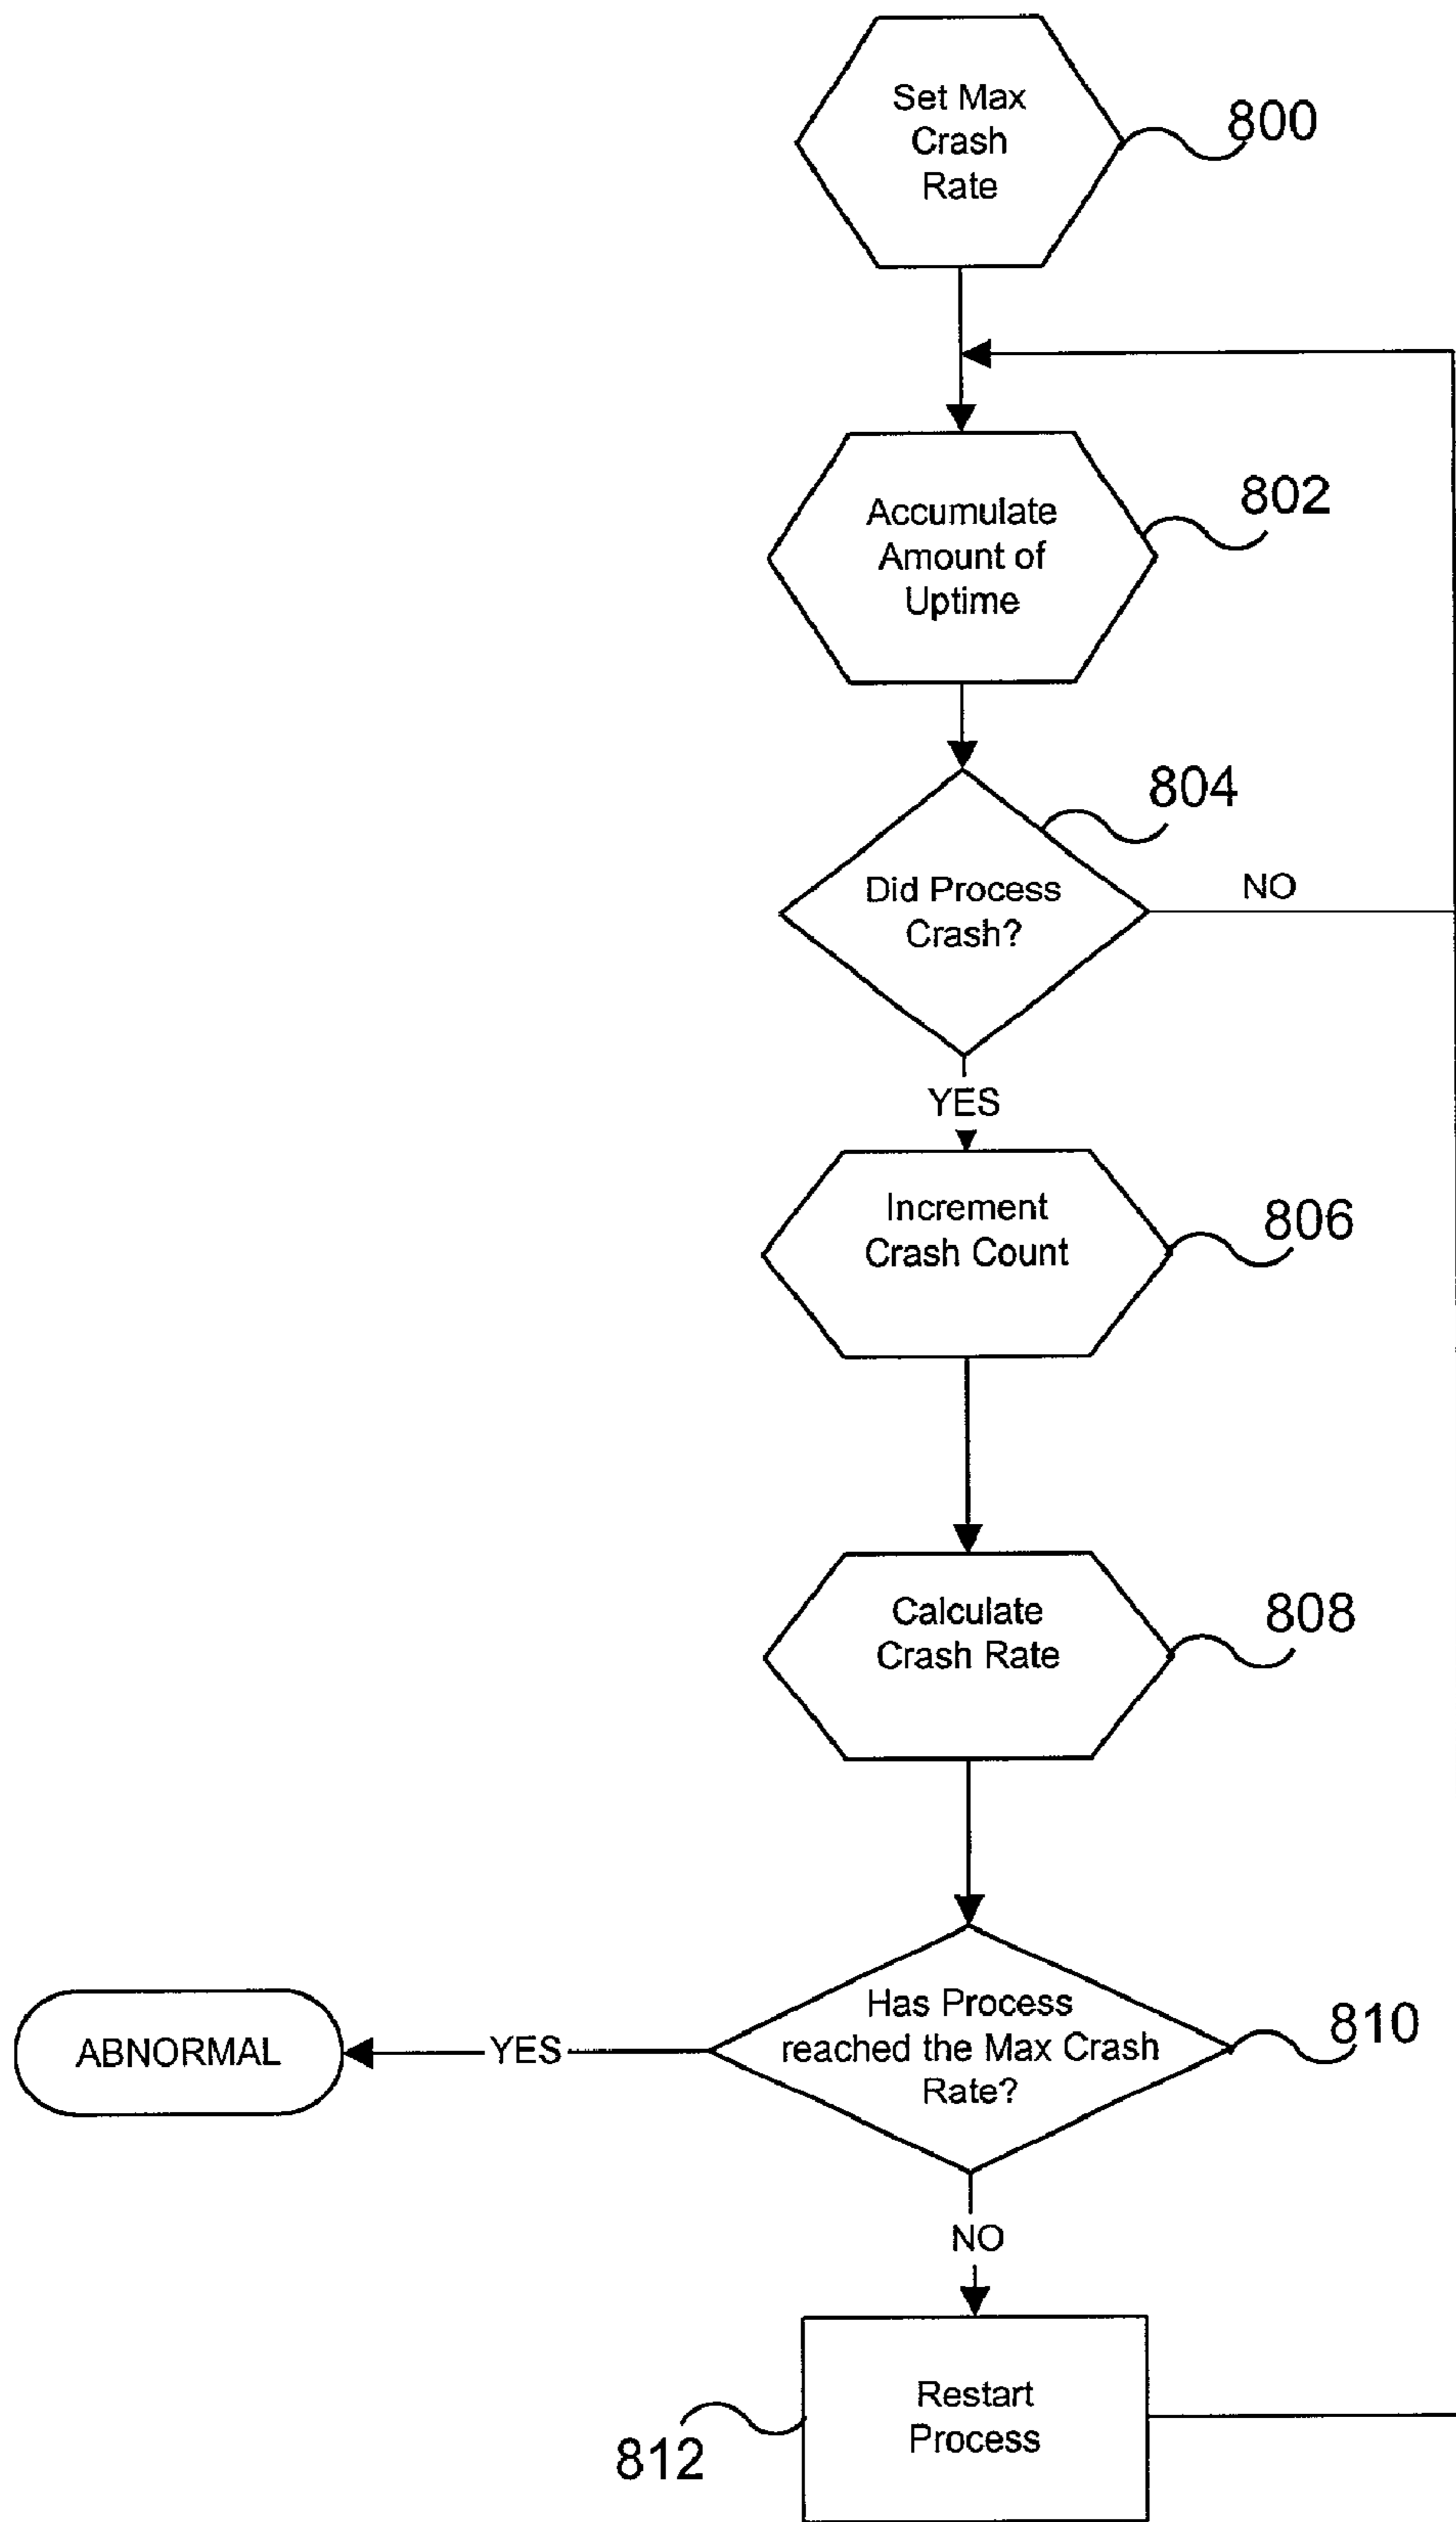 Set Max
Crash
Rate
800
Accumulate
Amount of
Uptime
802
804
Did Process
Crash?
NO
YES
Increment
Crash Count
806
Calculate
Crash Rate
808
Has Process
reached the Max Crash
Rate?
810
YES
ABNORMAL
NO
Restart
Process
812